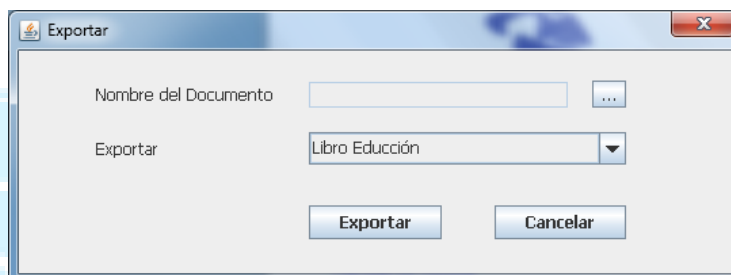 Exportar
Nombre del Documento
...
Exportar
Libro Educción
Exportar
Cancelar